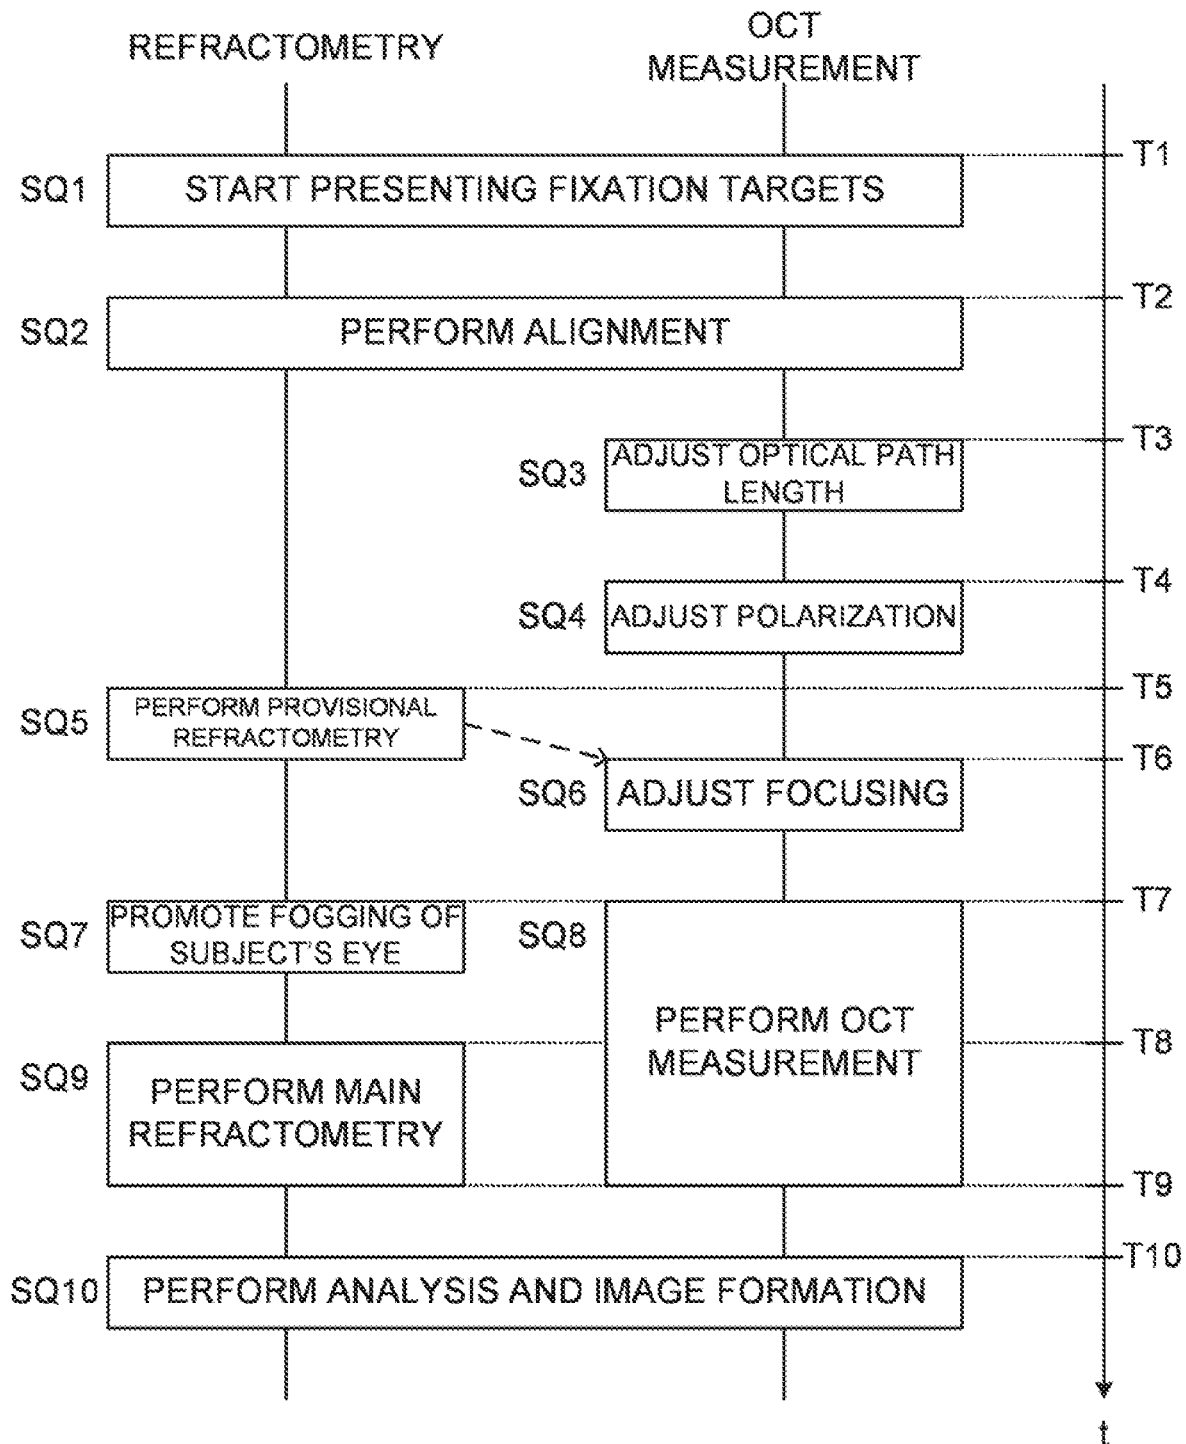 REFRACTOMETRY
OCT
MEASUREMENT
T1
SQ1
START PRESENTING FIXATION TARGETS
T2
SQ2
PERFORM ALIGNMENT
T3
SQ3
ADJUST OPTICAL PATH
LENGTH
T4
SQ4
ADJUST POLARIZATION
T5
SQ5
PERFORM PROVISIONAL
REFRACTOMETRY
T6
SQ6
ADJUST FOCUSING
T7
SQ7
PROMOTE FOGGING OF
SUBJECT'S EYE
SQ8
PERFORM OCT
MEASUREMENT
T8
SQ9
PERFORM MAIN
REFRACTOMETRY
T9
T10
SQ10
PERFORM ANALYSIS AND IMAGE FORMATION
t